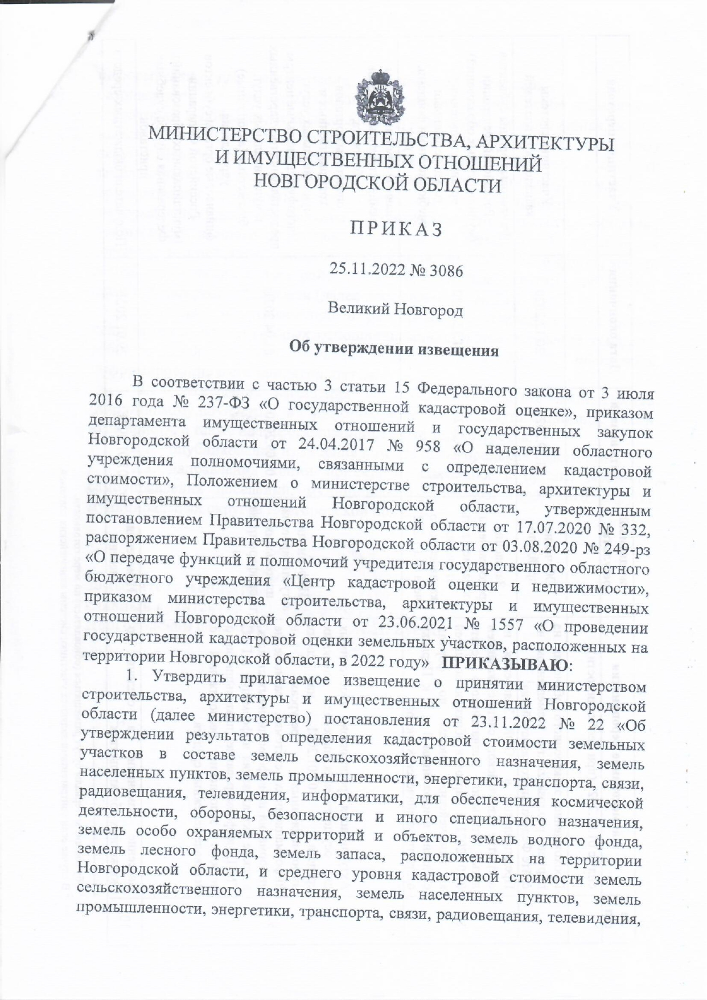 МИНИСТЕРСТВО СТРОИТЕЛЬСТВА, АРХИТЕКТУРЫ
И ИМУЩЕСТВЕННЫХ ОТНОШЕНИЙ
НОВГОРОДСКОЙ ОБЛАСТИ
ПРИКАЗ
25.11.2022 № 3086
Великий Новгород
Об утверждении извещения
В соответствии с частью 3 статьи 15 Федерального закона от 3 июля
2016 года № 237-ФЗ «О государственной кадастровой оценке», приказом
департамента имущественных отношений и государственных закупок
Новгородской области от 24.04.2017 № 958 «О наделении областного
учреждения полномочиями, связанными с определением кадастровой
стоимости», Положением о министерстве строительства, архитектуры и
имущественных отношений Новгородской области, утвержденным
постановлением Правительства Новгородской области от 17.07.2020 № 332,
распоряжением Правительства Новгородской области от 03.08.2020 № 249-рз
«О передаче функций и полномочий учредителя государственного областного
бюджетного учреждения «Центр кадастровой оценки и недвижимости»,
приказом министерства строительства, архитектуры и имущественных
отношений Новгородской области от 23.06.2021 № 1557 «О проведении
государственной кадастровой оценки земельных участков, расположенных на
территории Новгородской области, в 2022 году» ПРИКАЗЫВАЮ:
1. Утвердить прилагаемое извещение о принятии министерством
строительства, архитектуры и имущественных отношений Новгородской
области (далее министерство) постановления от 23.11.2022 № 22 «Об
утверждении результатов определения кадастровой стоимости земельных
участков в составе земель сельскохозяйственного назначения, земель
населенных пунктов, земель промышленности, энергетики, транспорта, связи,
радиовещания, телевидения, информатики, для обеспечения космической
деятельности, обороны, безопасности и иного специального назначения,
земель особо охраняемых территорий и объектов, земель водного фонда,
земель лесного фонда, земель запаса, расположенных на территории
Новгородской области, и среднего уровня кадастровой стоимости земель
сельскохозяйственного назначения, земель населенных пунктов, земель
промышленности, энергетики, транспорта, связи, радиовещания, телевидения,